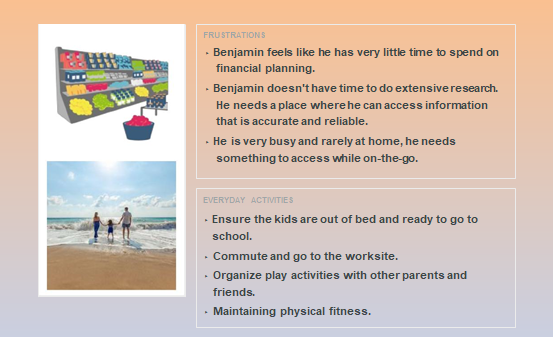 FRUSTRATIONS
• Benjamin feels like he has very little time to spend on
financial planning.
• Benjamin doesn't have time to do extensive research.
He needs a place where he can access information
that is accurate and reliable.
• He is very busy and rarely at home, he needs
something to access while on-the-go.
EVERYDAY ACTIVITIES
• Ensure the kids are out of bed and ready to go to
school.
• Commute and go to the worksite.
• Organize play activities with other parents and
friends.
• Maintaining physical fitness.